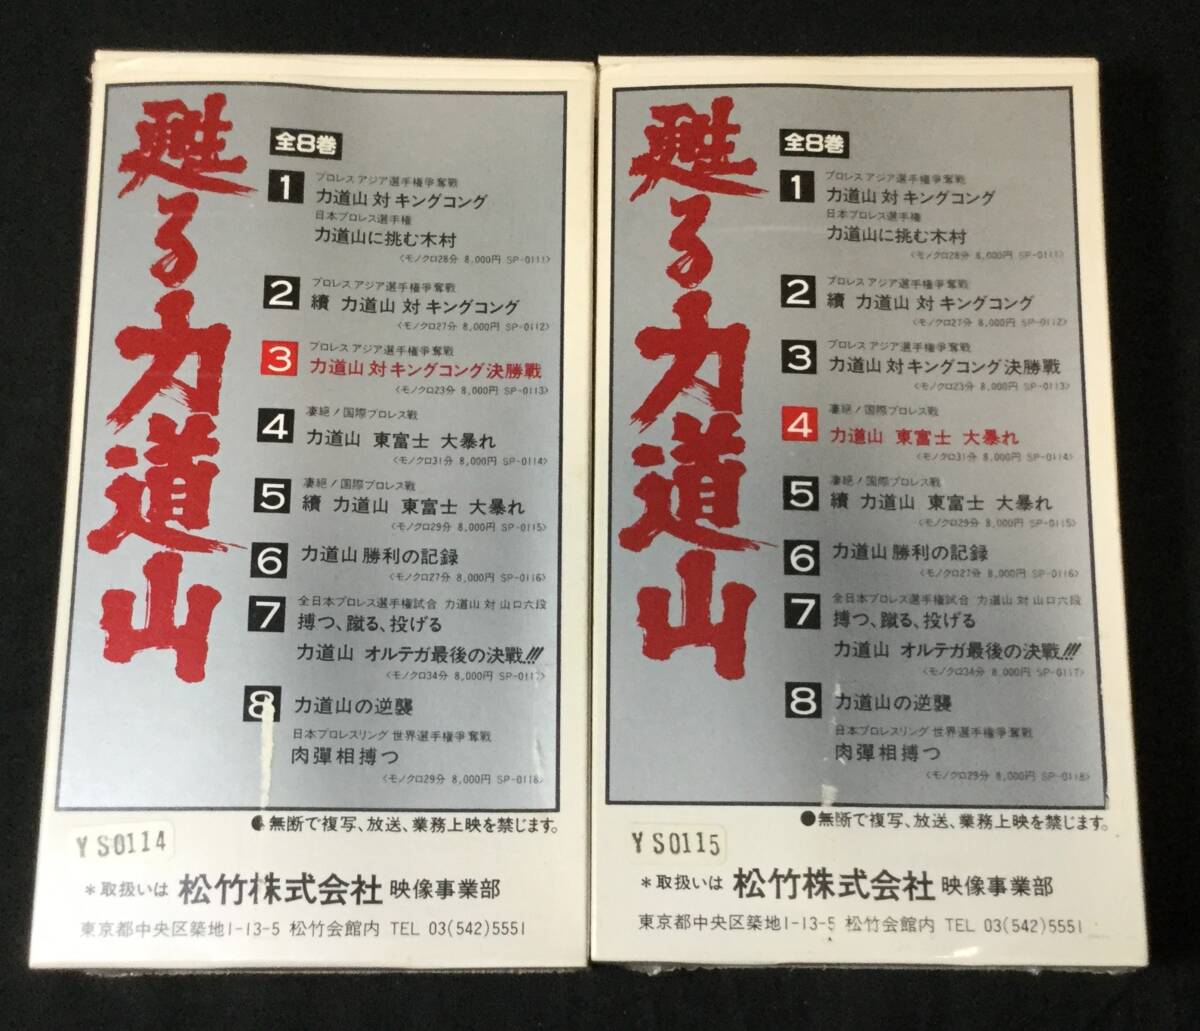 甦る力道山
全8巻
1 プロレス アジア選手権争奪戦
力道山 対 キングコング
日本プロレス選手権
力道山に挑む木村
〈モノクロ28分 8,000円 SP-0111〉
2 プロレス アジア選手権争奪戦
續 力道山 対 キングコング
〈モノクロ27分 8,000円 SP-0112〉
3 プロレス アジア選手権争奪戦
力道山 対 キングコング決勝戰
〈モノクロ23分 8,000円 SP-0113〉
4 凄絶!国際プロレス戦
力道山 東富士 大暴れ
〈モノクロ31分 8,000円 SP-0114〉
5 凄絶!国際プロレス戦
續 力道山 東富士 大暴れ
〈モノクロ29分 8,000円 SP-0115〉
6 力道山 勝利の記録
〈モノクロ27分 8,000円 SP-0116〉
7 全日本プロレス選手権試合 力道山 対 山口六段
搏つ、蹴る、投げる
力道山 オルテガ最後の決戰!!!
〈モノクロ34分 8,000円 SP-0117〉
8 力道山の逆襲
日本プロレスリング 世界選手権争奪戦
肉彈相搏つ
〈モノクロ29分 8,000円 SP-0118〉
●無断で複写、放送、業務上映を禁じます。
YS0114
*取扱いは 松竹株式会社 映像事業部
東京都中央区築地1-13-5 松竹会館内 TEL 03(542)5551
甦る力道山
全8巻
1 プロレス アジア選手権争奪戦
力道山 対 キングコング
日本プロレス選手権
力道山に挑む木村
〈モノクロ28分 8,000円 SP-0111〉
2 プロレス アジア選手権争奪戦
續 力道山 対 キングコング
〈モノクロ27分 8,000円 SP-0112〉
3 プロレス アジア選手権争奪戦
力道山 対 キングコング決勝戰
〈モノクロ23分 8,000円 SP-0113〉
4 凄絶!国際プロレス戦
力道山 東富士 大暴れ
〈モノクロ31分 8,000円 SP-0114〉
5 凄絶!国際プロレス戦
續 力道山 東富士 大暴れ
〈モノクロ29分 8,000円 SP-0115〉
6 力道山 勝利の記録
〈モノクロ27分 8,000円 SP-0116〉
7 全日本プロレス選手権試合 力道山 対 山口六段
搏つ、蹴る、投げる
力道山 オルテガ最後の決戰!!!
〈モノクロ34分 8,000円 SP-0117〉
8 力道山の逆襲
日本プロレスリング 世界選手権争奪戦
肉彈相搏つ
〈モノクロ29分 8,000円 SP-0118〉
●無断で複写、放送、業務上映を禁じます。
YS0115
*取扱いは 松竹株式会社 映像事業部
東京都中央区築地1-13-5 松竹会館内 TEL 03(542)5551